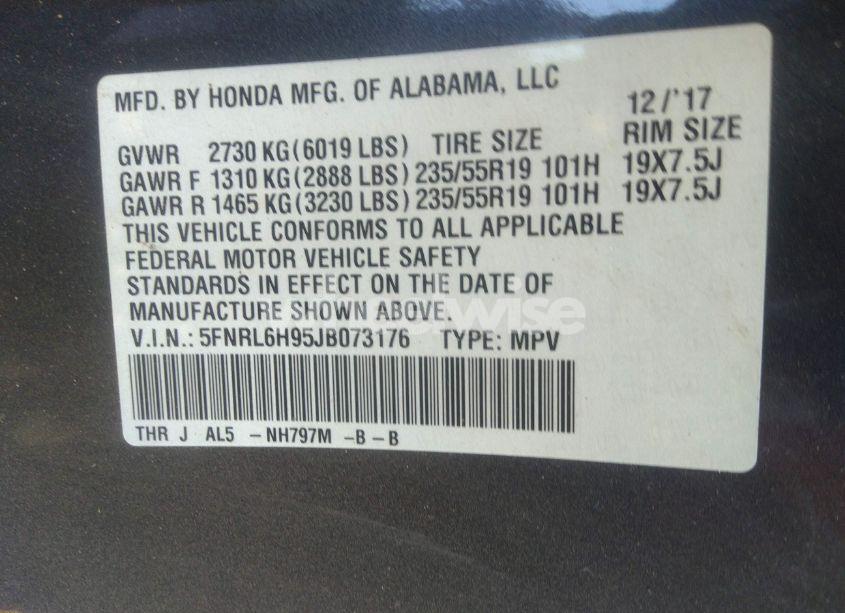 MFD. BY HONDA MFG. OF ALABAMA, LLC 12/'17
GVWR 2730 KG(6019 LBS) TIRE SIZE RIM SIZE
GAWR F 1310 KG(2888 LBS) 235/55R19 101H 19X7.5J
GAWR R 1465 KG(3230 LBS) 235/55R19 101H 19X7.5J
THIS VEHICLE CONFORMS TO ALL APPLICABLE
FEDERAL MOTOR VEHICLE SAFETY
STANDARDS IN EFFECT ON THE DATE OF
MANUFACTURE SHOWN ABOVE.
V.I.N.: 5FNRL6H95JB073176 TYPE: MPV
THR J AL5 -NH797M -B-B